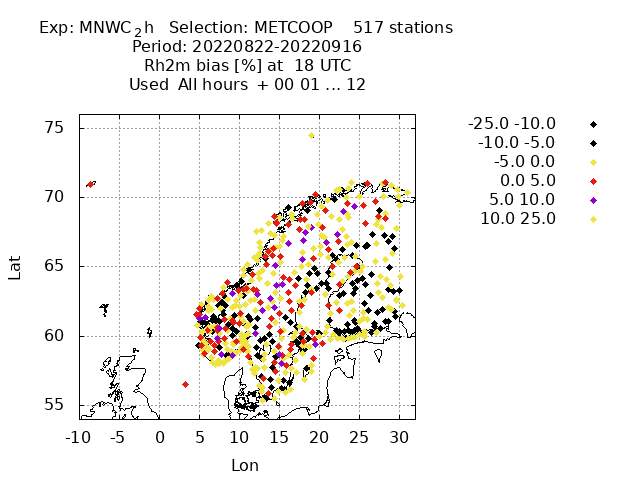 Exp: MNWC2h Selection: METCOOP 517 stations
Period: 20220822-20220916
Rh2m bias [%] at 18 UTC
Used All hours + 00 01 ... 12
-25.0 -10.0
-10.0 -5.0
-5.0 0.0
0.0 5.0
5.0 10.0
10.0 25.0
75
70
65
60
55
Lat
-10 -5 0 5 10 15 20 25 30
Lon